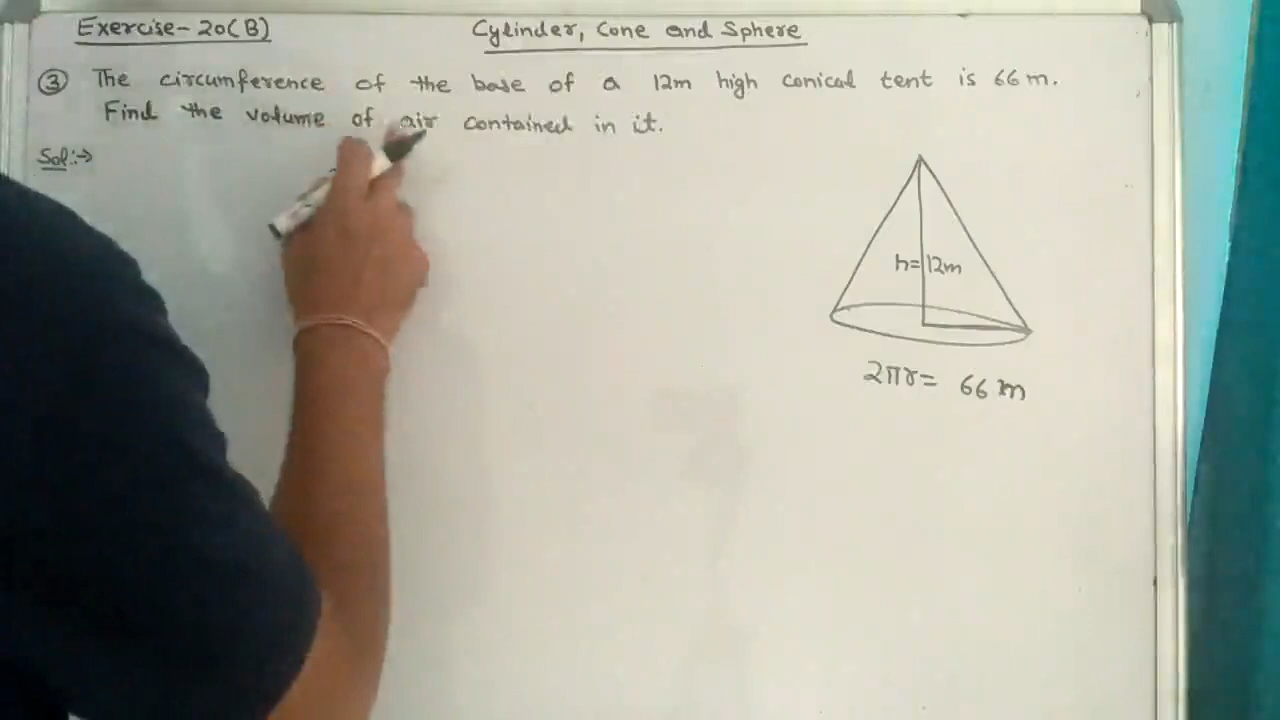 Exercise-20(B)
Cylinder, Cone and Sphere
③ The circumference of the base of a 12m high conical tent is 66 m.
Find the volume of air contained in it.
Sol:→
h=12m
2πr= 66 m